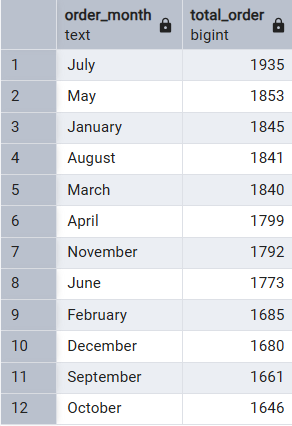 order_month total_order
text bigint
1 July 1935
2 May 1853
3 January 1845
4 August 1841
5 March 1840
6 April 1799
7 November 1792
8 June 1773
9 February 1685
10 December 1680
11 September 1661
12 October 1646